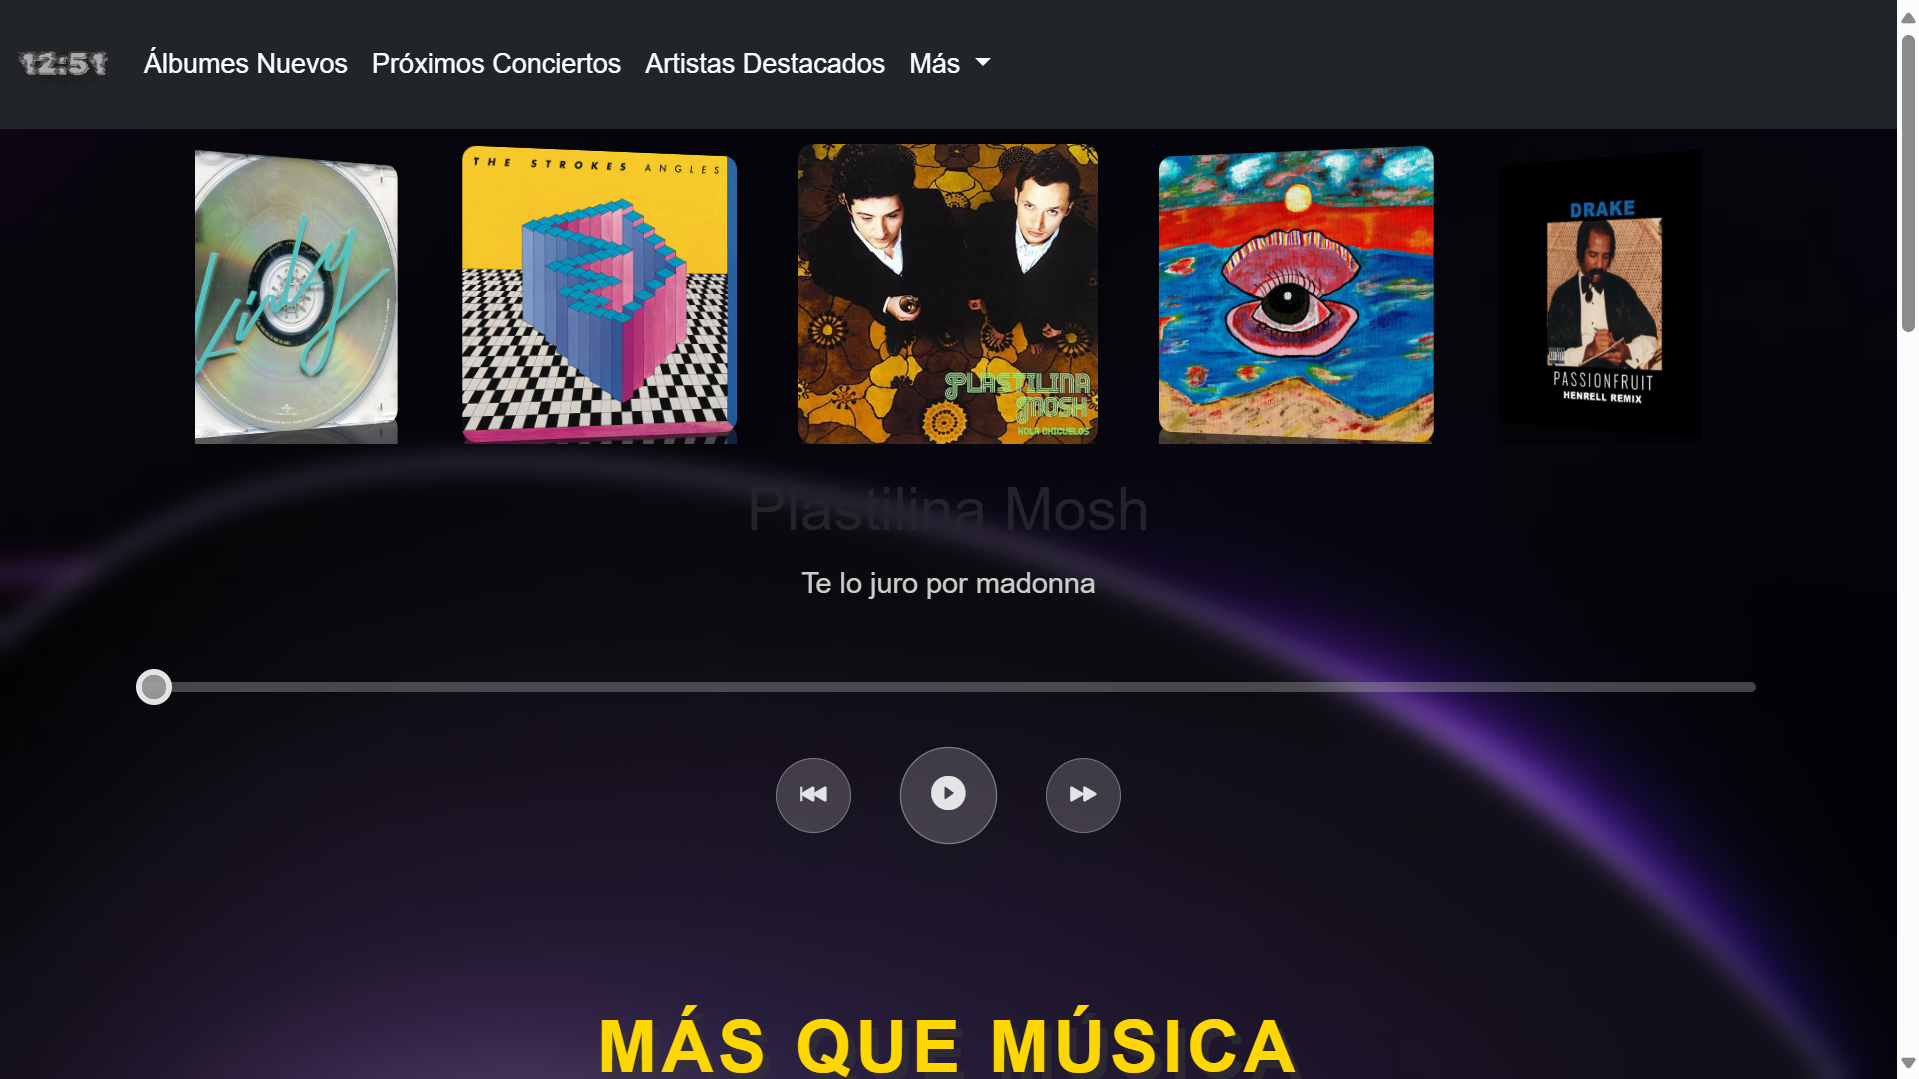 12:51
Álbumes Nuevos
Próximos Conciertos
Artistas Destacados
Más
Kinky
THE STROKES ANGLES
PLASTILINA
MOSH
HOLA CHICUELOS
DRAKE
PASSIONFRUIT
HENRELL REMIX
Plastilina Mosh
Te lo juro por madonna
MÁS QUE MÚSICA